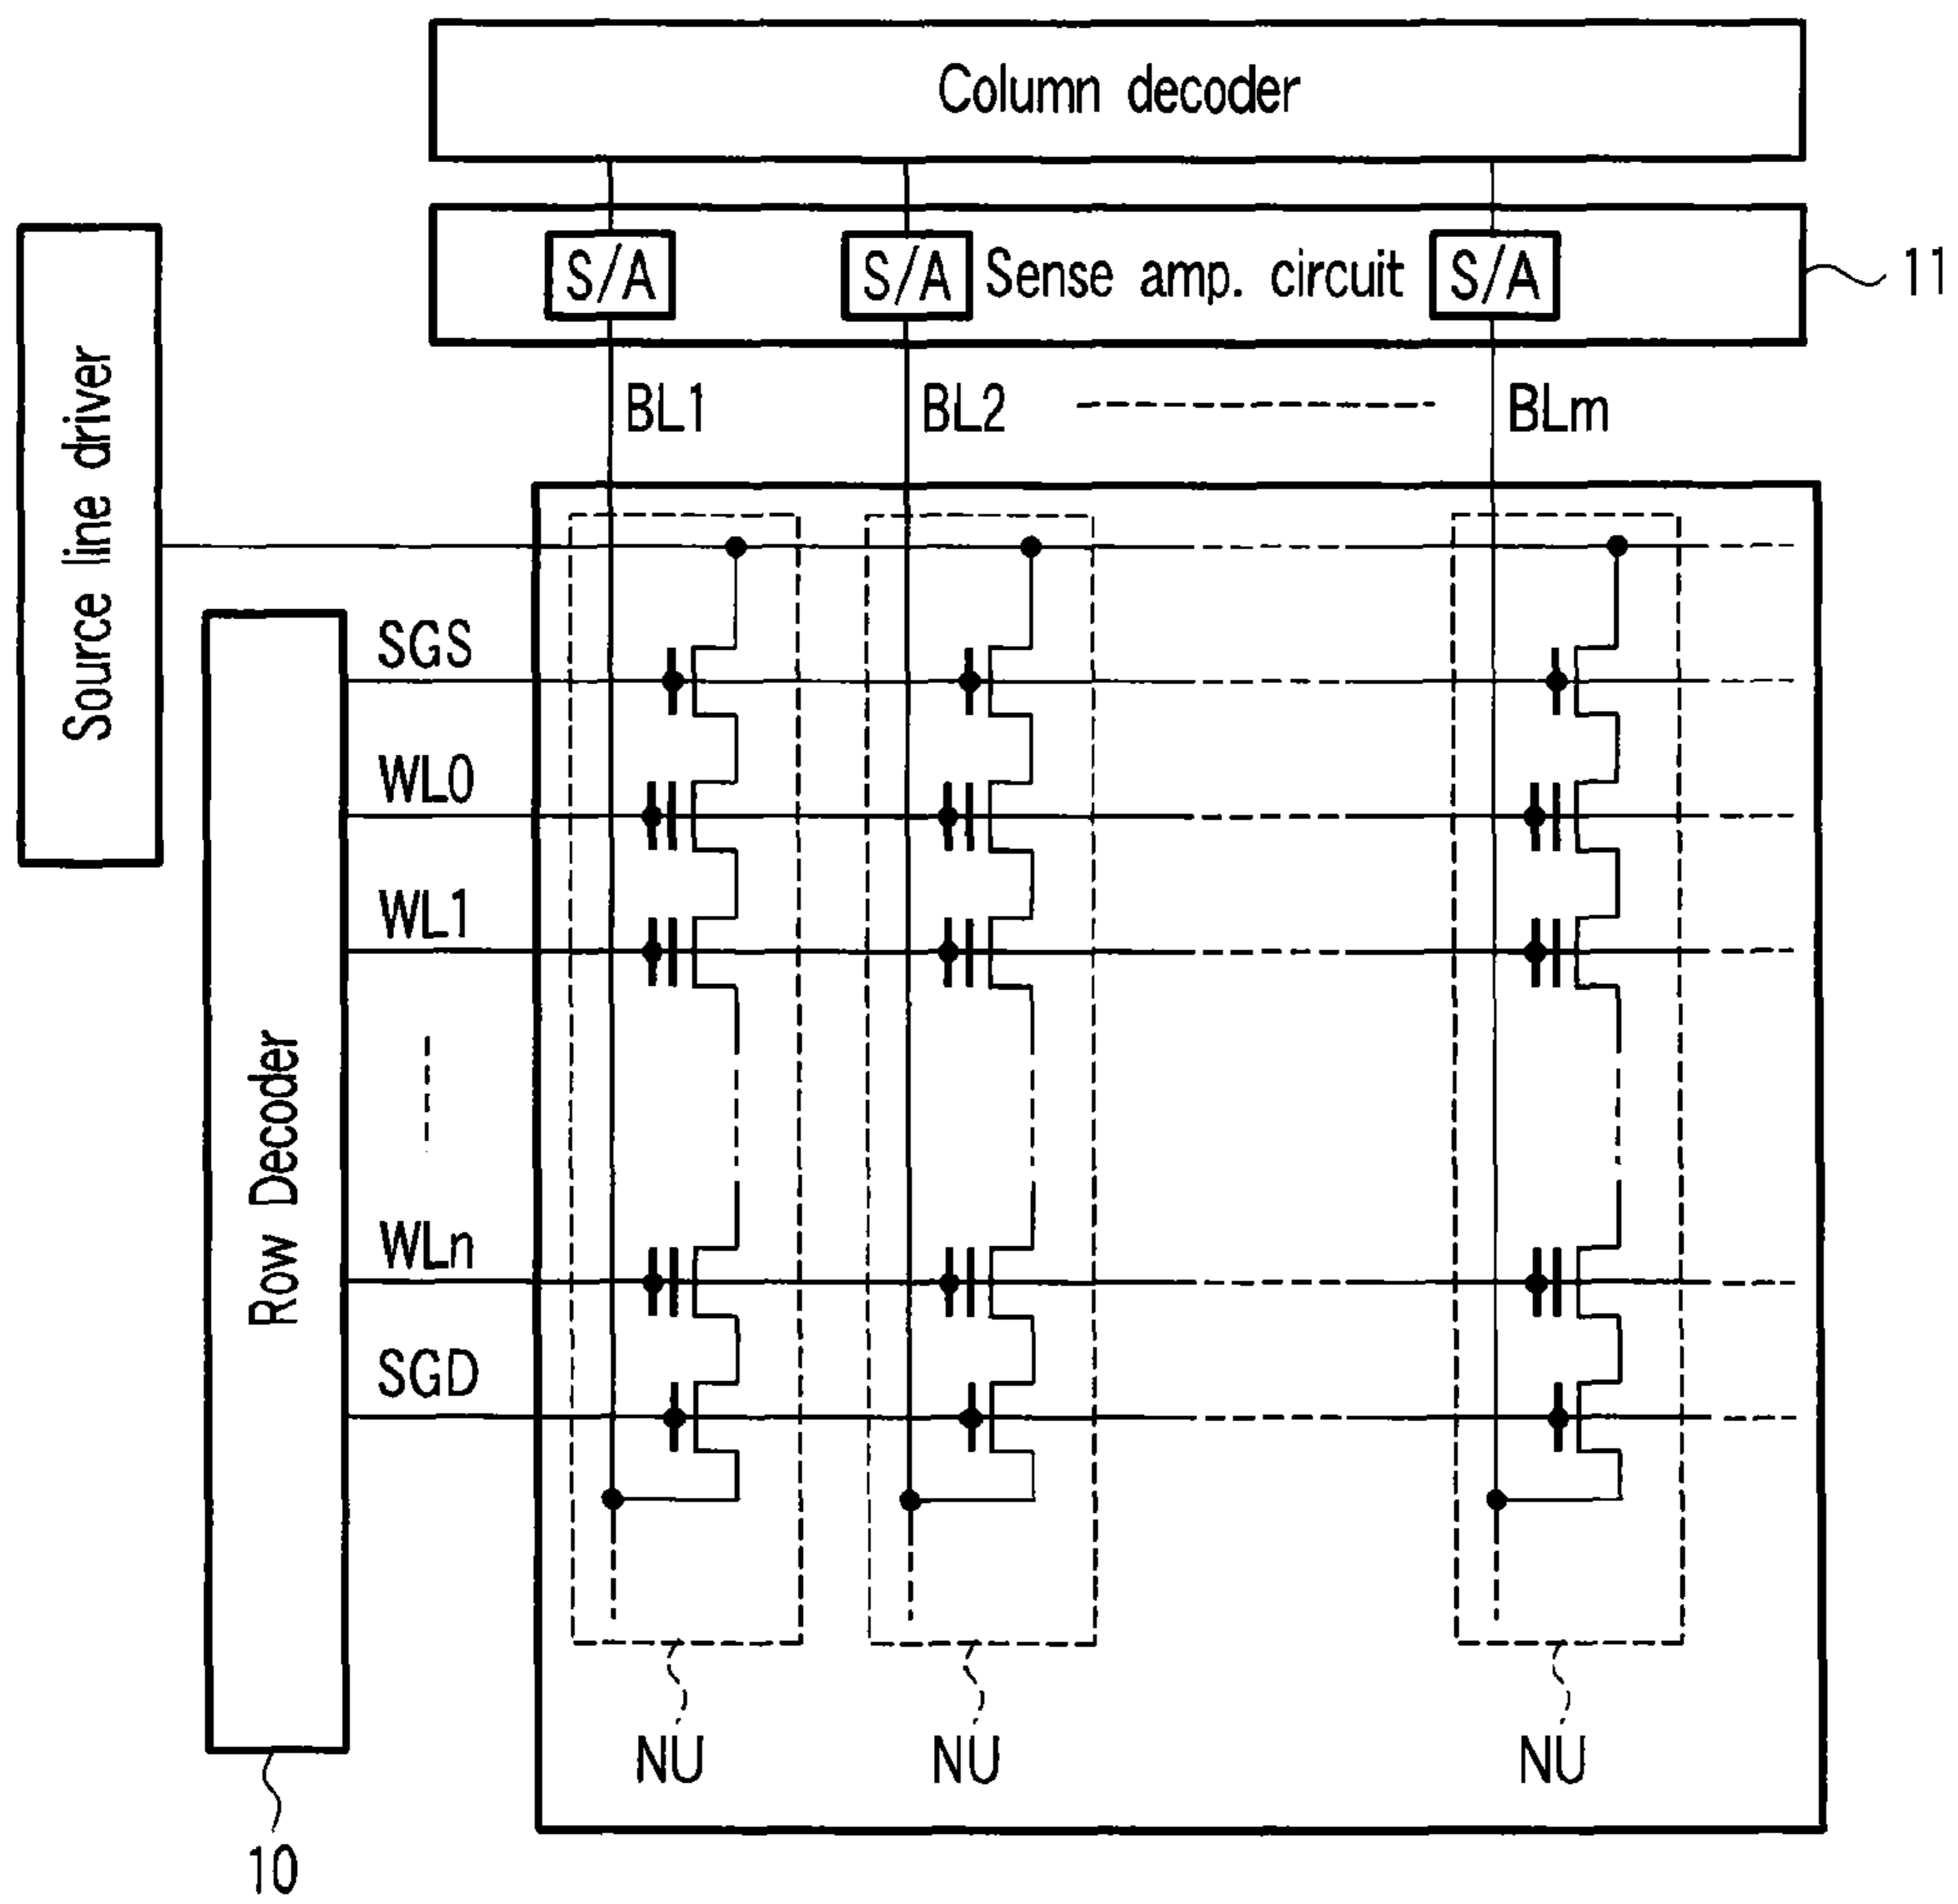 Column decoder
S/A
S/A
Sense amp. circuit
S/A
11
BL1
BL2
BLm
Source line driver
SGS
WL0
WL1
Row Decoder
WLn
SGD
NU
NU
NU
10